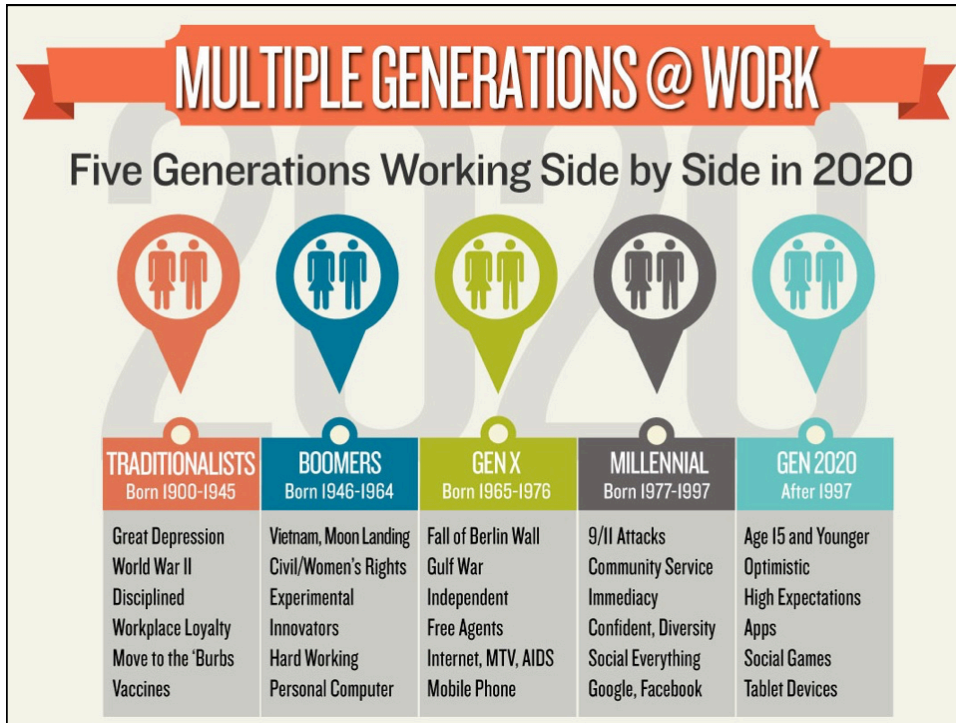 MULTIPLE GENERATIONS @ WORK
Five Generations Working Side by Side in 2020
2020
TRADITIONALISTS
Born 1900-1945
Great Depression
World War II
Disciplined
Workplace Loyalty
Move to the ‘Burbs
Vaccines
BOOMERS
Born 1946-1964
Vietnam, Moon Landing
Civil/Women's Rights
Experimental
Innovators
Hard Working
Personal Computer
GEN X
Born 1965-1976
Fall of Berlin Wall
Gulf War
Independent
Free Agents
Internet, MTV, AIDS
Mobile Phone
MILLENNIAL
Born 1977-1997
9/11 Attacks
Community Service
Immediacy
Confident, Diversity
Social Everything
Google, Facebook
GEN 2020
After 1997
Age 15 and Younger
Optimistic
High Expectations
Apps
Social Games
Tablet Devices